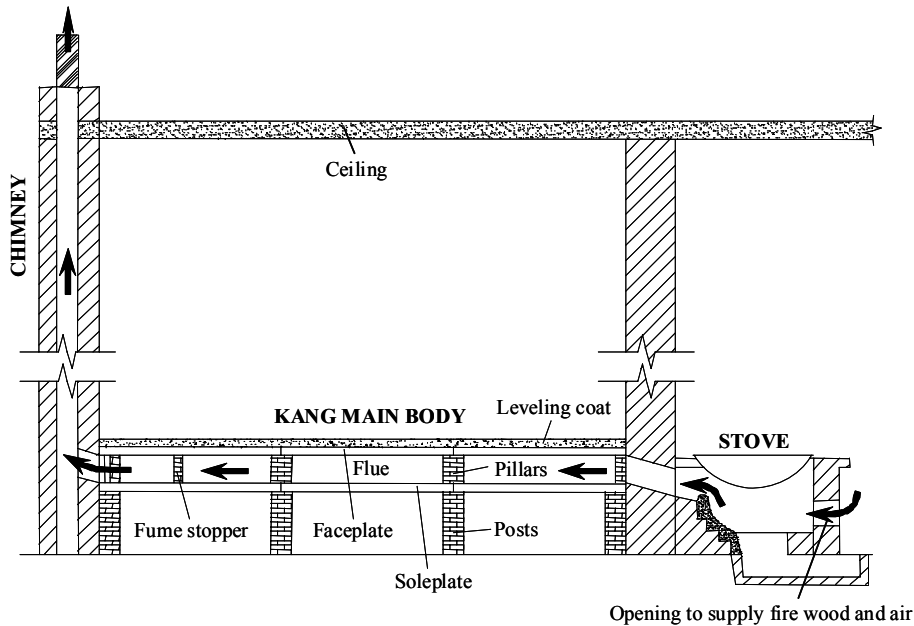 Ceiling
CHIMNEY
KANG MAIN BODY
Leveling coat
STOVE
Flue
Pillars
Fume stopper
Faceplate
Posts
Soleplate
Opening to supply fire wood and air